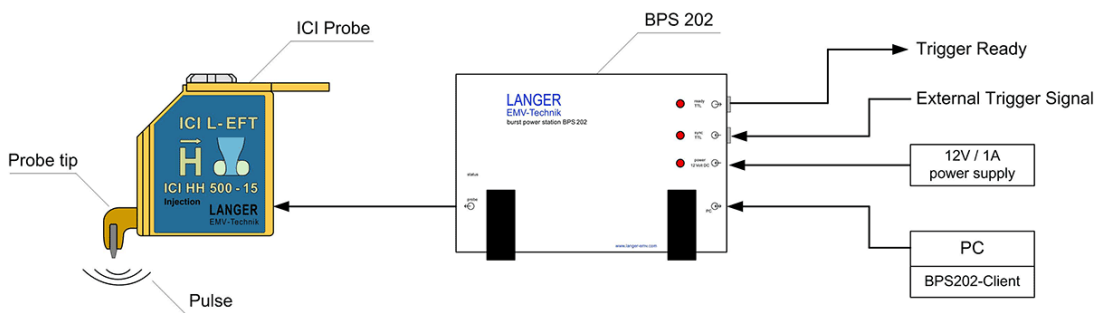 ICI Probe
BPS 202
Trigger Ready
External Trigger Signal
12V / 1A
power supply
PC
BPS202-Client
Probe tip
Pulse
ICI L-EFT
H
ICI HH 500-15
Injection
LANGER
EMV-Technik
LANGER
EMV-Technik
burst power station BPS202
ready
TTL
sync
TTL
power
12 Volt DC
status
probe
PC
www.langer-emv.com